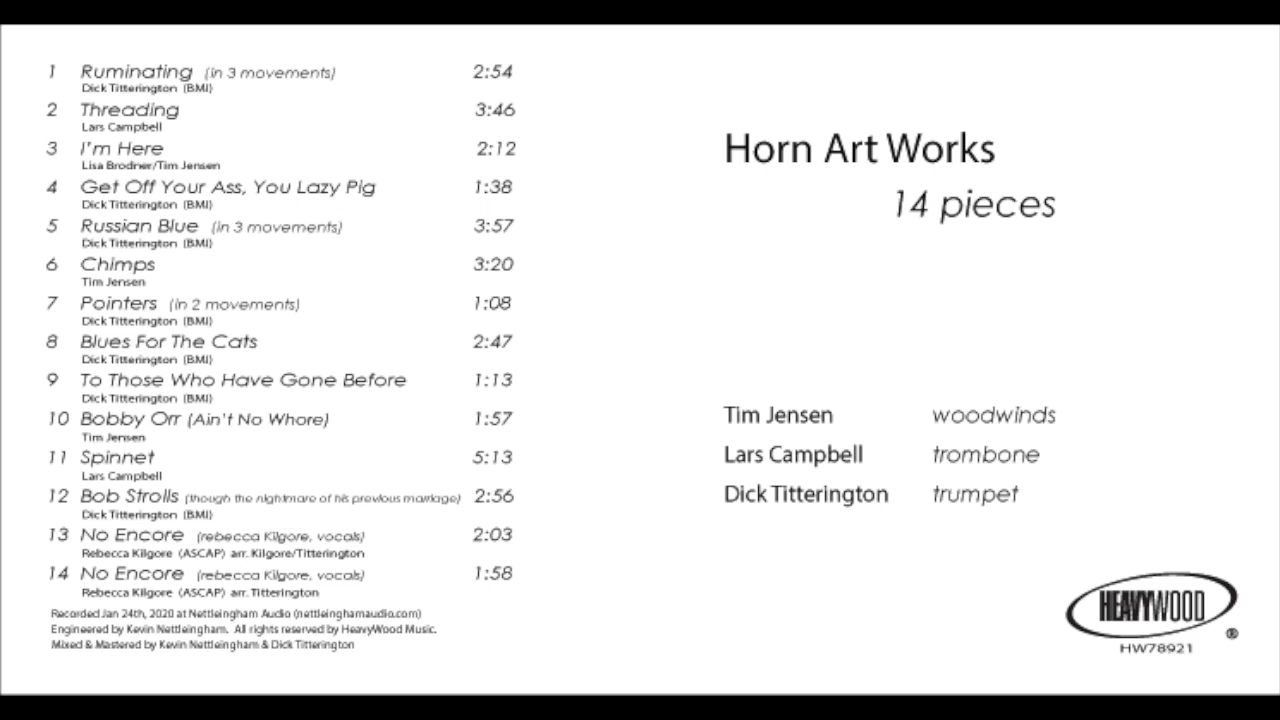 1 Ruminating (in 3 movements) 2:54
Dick Titterington (BMI)
2 Threading 3:46
Lars Campbell
3 I'm Here 2:12
Lisa Brodner/Tim Jensen
4 Get Off Your Ass, You Lazy Pig 1:38
Dick Titterington (BMI)
5 Russian Blue (in 3 movements) 3:57
Dick Titterington (BMI)
6 Chimps 3:20
Tim Jensen
7 Pointers (in 2 movements) 1:08
Dick Titterington (BMI)
8 Blues For The Cats 2:47
Dick Titterington (BMI)
9 To Those Who Have Gone Before 1:13
Dick Titterington (BMI)
10 Bobby Orr (Ain't No Whore) 1:57
Tim Jensen
11 Spinnet 5:13
Lars Campbell
12 Bob Strolls (though the nightmare of his previous marriage) 2:56
Dick Titterington (BMI)
13 No Encore (rebecca Kilgore, vocals) 2:03
Rebecca Kilgore (ASCAP) arr. Kilgore/Titterington
14 No Encore (rebecca Kilgore, vocals) 1:58
Rebecca Kilgore (ASCAP) arr. Titterington
Recorded Jan 24th, 2020 at Nettleingham Audio (nettleinghamaudio.com)
Engineered by Kevin Nettleingham. All rights reserved by HeavyWood Music.
Mixed & Mastered by Kevin Nettleingham & Dick Titterington
Horn Art Works
14 pieces
Tim Jensen woodwinds
Lars Campbell trombone
Dick Titterington trumpet
HEAVYWOOD
®
HW78921